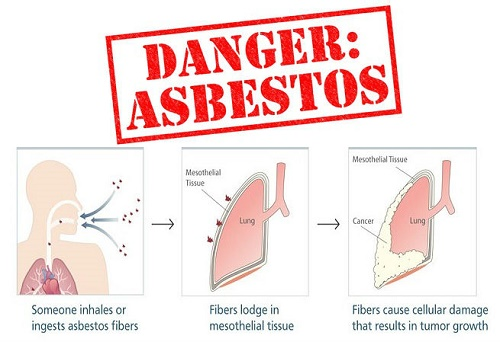 DANGER:
ASBESTOS
Mesothelial
Tissue
Lung
Mesothelial Tissue
Cancer
Lung
Someone inhales or
ingests asbestos fibers
Fibers lodge in
mesothelial tissue
Fibers cause cellular damage
that results in tumor growth